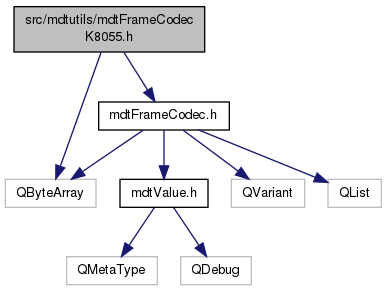 src/mdtutils/mdtFrameCodec
K8055.h
mdtFrameCodec.h
QByteArray
mdtValue.h
QVariant
QList
QMetaType
QDebug